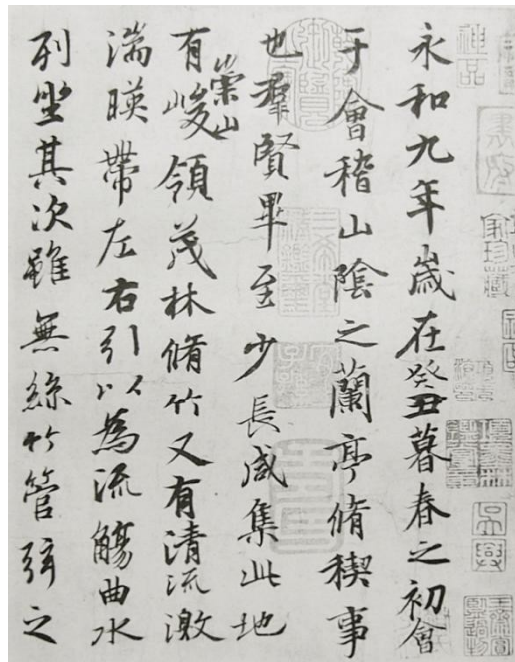 神品
永和九年歲在癸丑暮春之初會
于會稽山陰之蘭亭脩稧事
也羣賢畢至少長咸集此地
有崇山峻領茂林脩竹又有清流激
湍暎帶左右引以為流觴曲水
列坐其次雖無絲竹管弦之